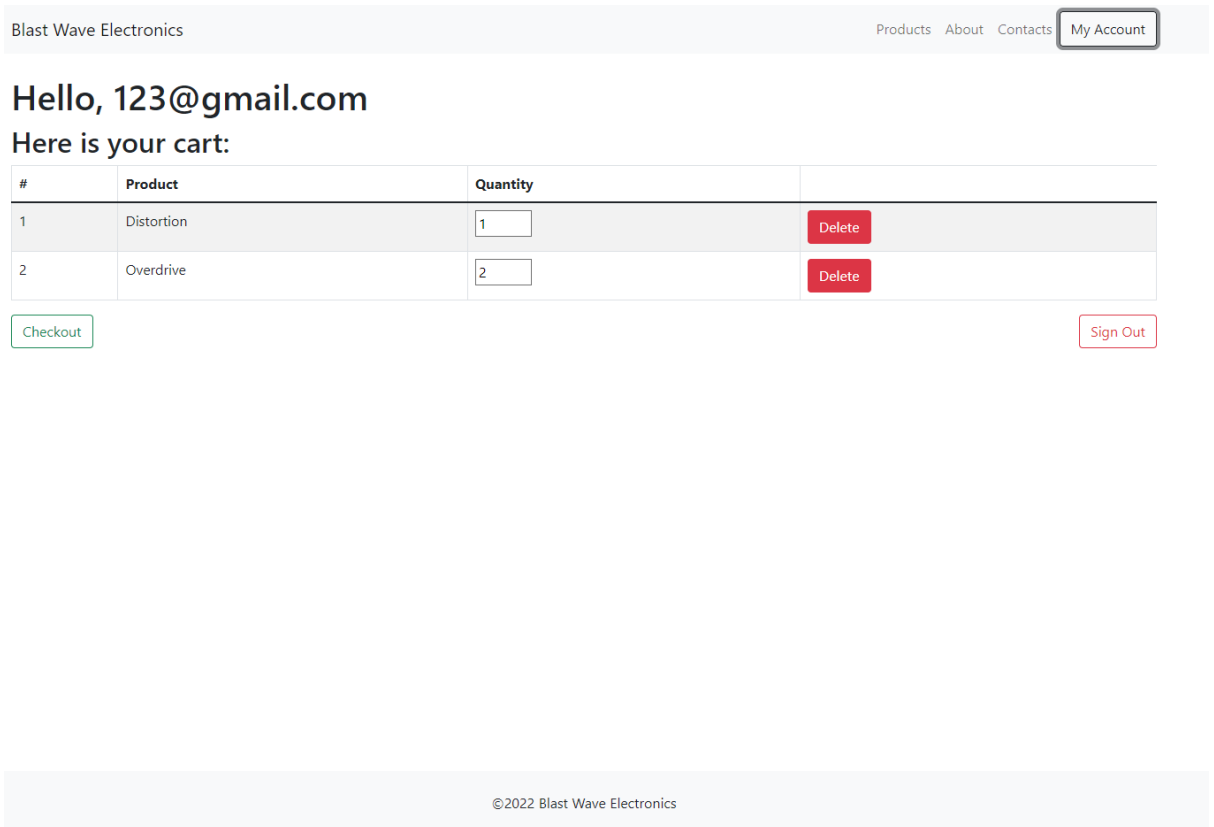 Blast Wave Electronics Products About Contacts My Account
Hello, 123@gmail.com
Here is your cart:
# Product Quantity
1 Distortion 1 Delete
2 Overdrive 2 Delete
Checkout Sign Out
©2022 Blast Wave Electronics